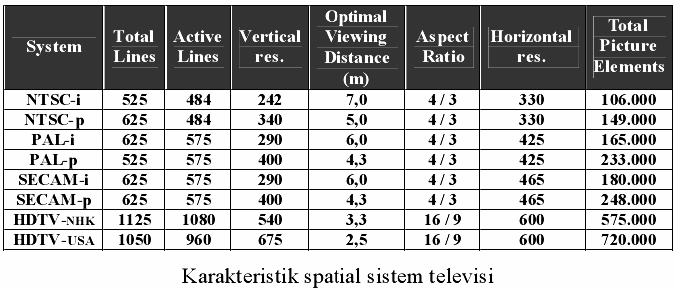 System Total Lines Active Lines Vertical res. Optimal Viewing Distance (m) Aspect Ratio Horizontal res. Total Picture Elements
NTSC-i 525 484 242 7,0 4 / 3 330 106.000
NTSC-p 625 484 340 5,0 4 / 3 330 149.000
PAL-i 625 575 290 6,0 4 / 3 425 165.000
PAL-p 525 575 400 4,3 4 / 3 425 233.000
SECAM-i 625 575 290 6,0 4 / 3 465 180.000
SECAM-p 625 575 400 4,3 4 / 3 465 248.000
HDTV-NHK 1125 1080 540 3,3 16 / 9 600 575.000
HDTV-USA 1050 960 675 2,5 16 / 9 600 720.000
Karakteristik spatial sistem televisi